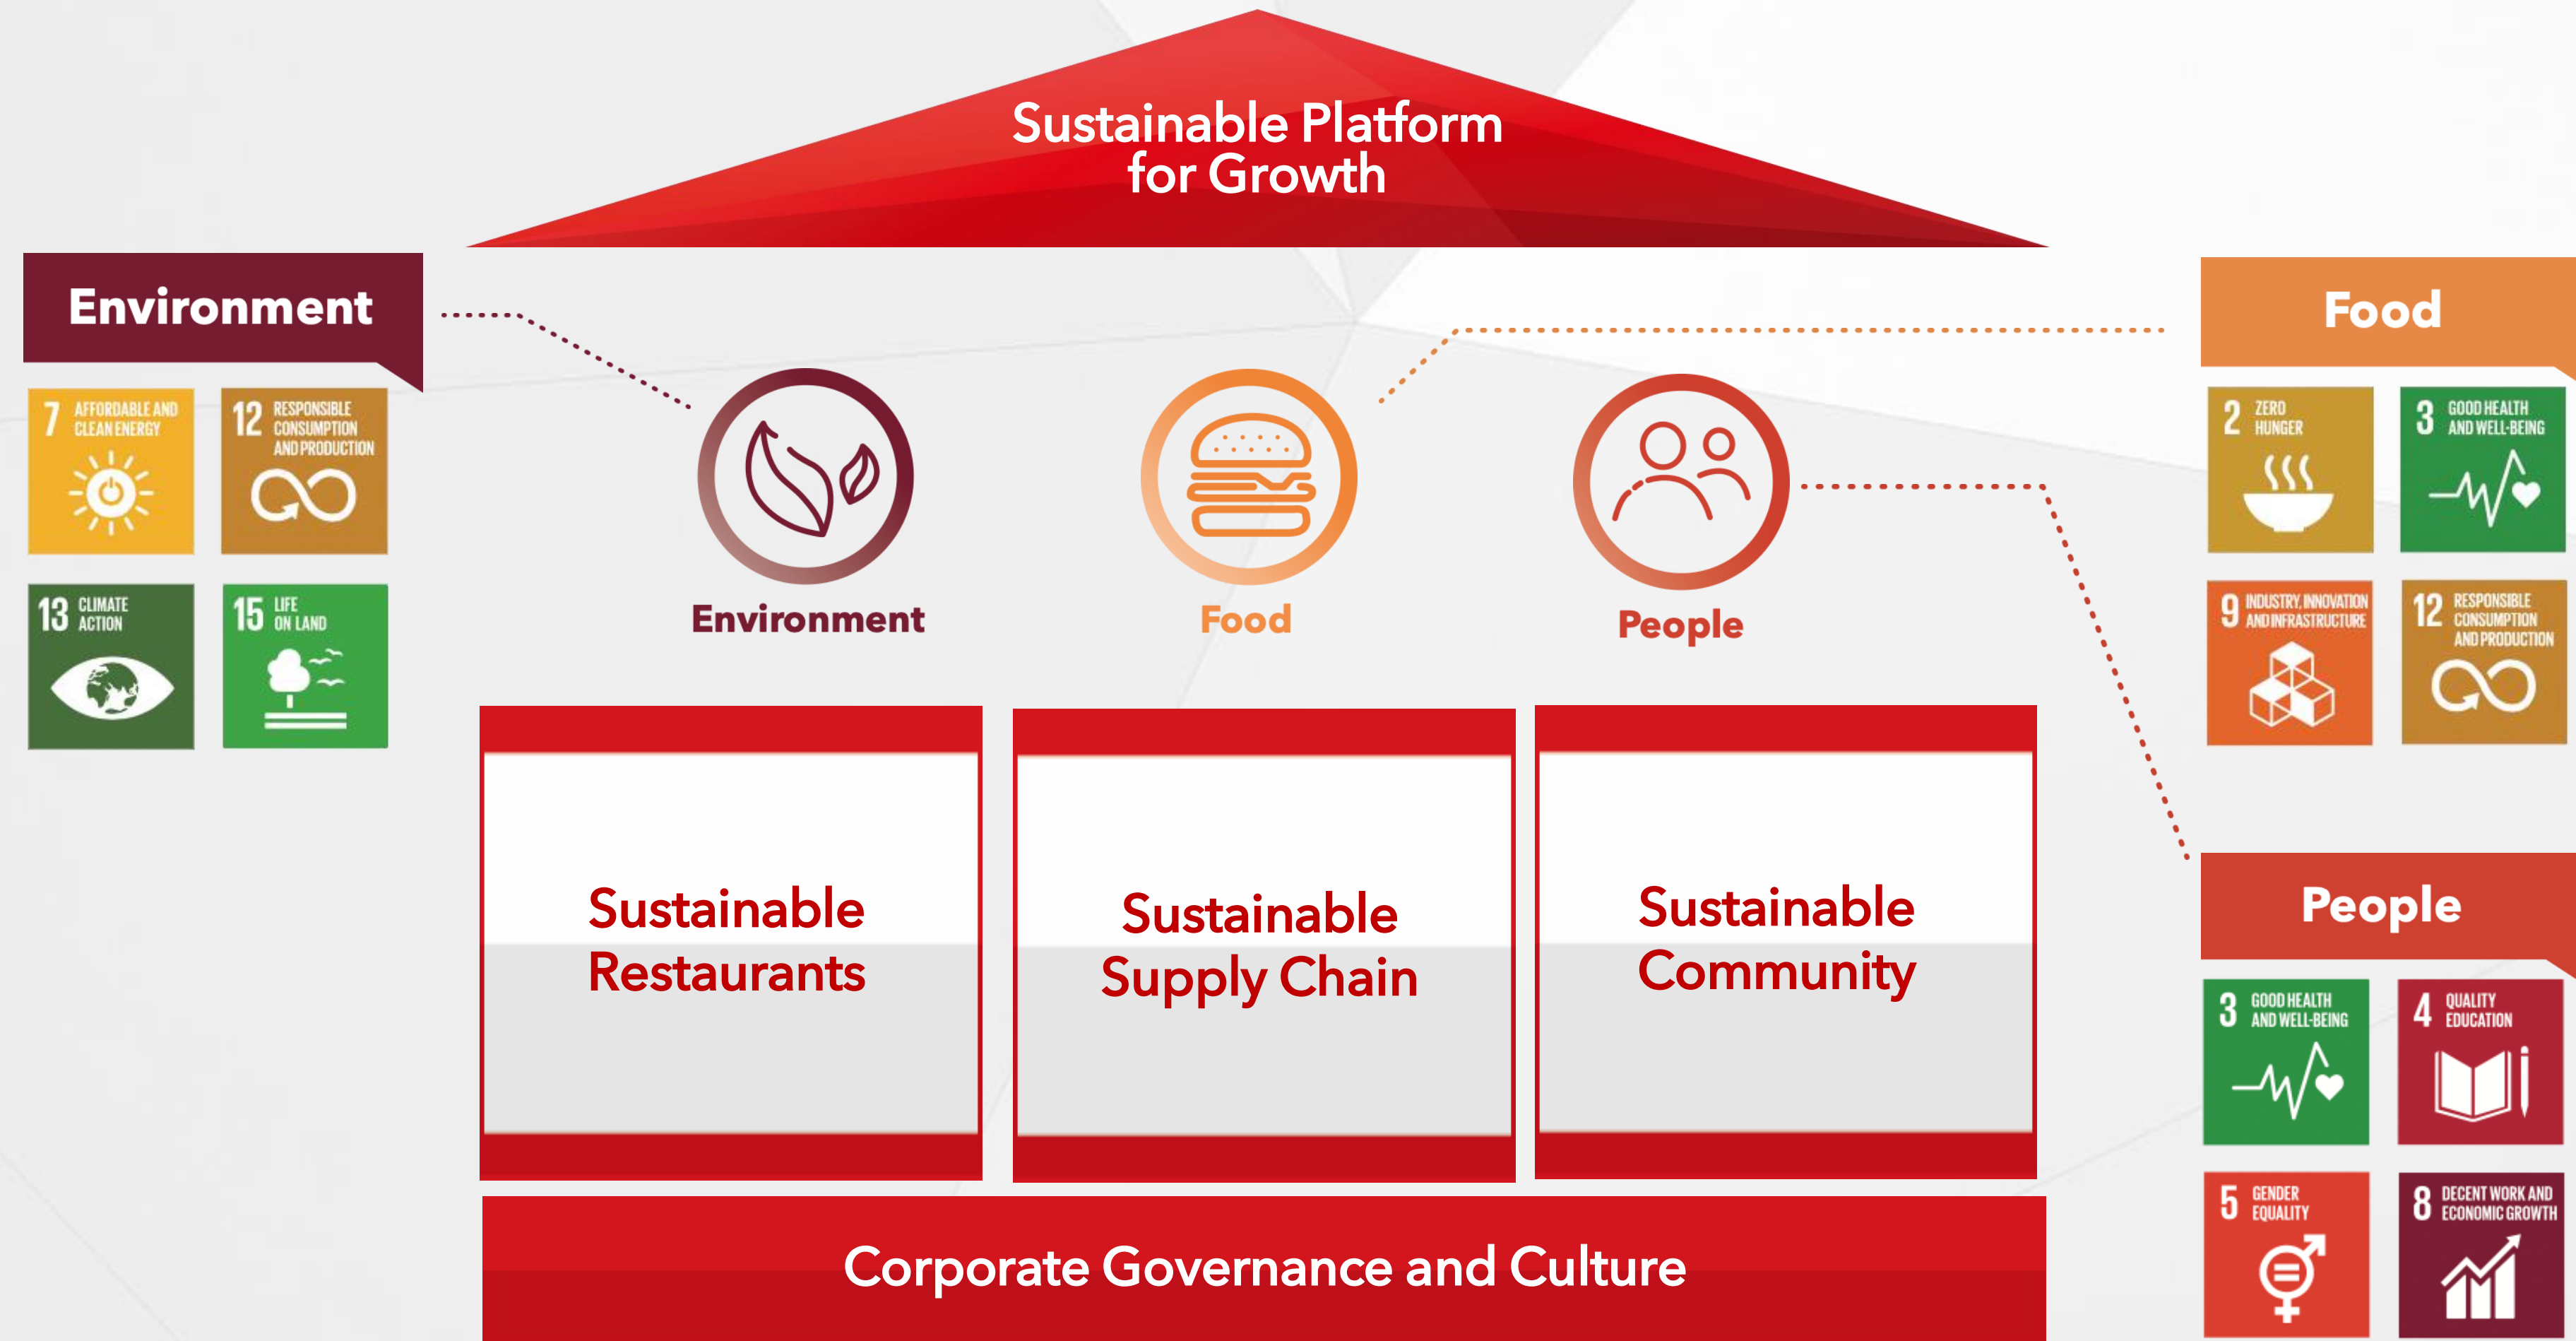 Sustainable Platform
for Growth
Environment
7 AFFORDABLE AND
CLEAN ENERGY
12 RESPONSIBLE
CONSUMPTION
AND PRODUCTION
13 CLIMATE
ACTION
15 LIFE
ON LAND
Environment
Food
People
Food
2 ZERO
HUNGER
3 GOOD HEALTH
AND WELL-BEING
9 INDUSTRY, INNOVATION
AND INFRASTRUCTURE
12 RESPONSIBLE
CONSUMPTION
AND PRODUCTION
Sustainable
Restaurants
Sustainable
Supply Chain
Sustainable
Community
People
3 GOOD HEALTH
AND WELL-BEING
4 QUALITY
EDUCATION
5 GENDER
EQUALITY
8 DECENT WORK AND
ECONOMIC GROWTH
Corporate Governance and Culture